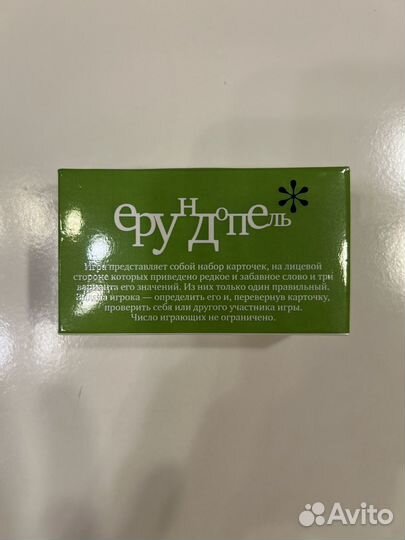 ерундопель*
Игра представляет собой набор карточек, на лицевой
стороне которых приведено редкое и забавное слово и три
варианта его значений. Из них только один правильный.
игрока — определить его и, перевернув карточку,
проверить себя или другого участника игры.
Число играющих не ограничено.
Avito